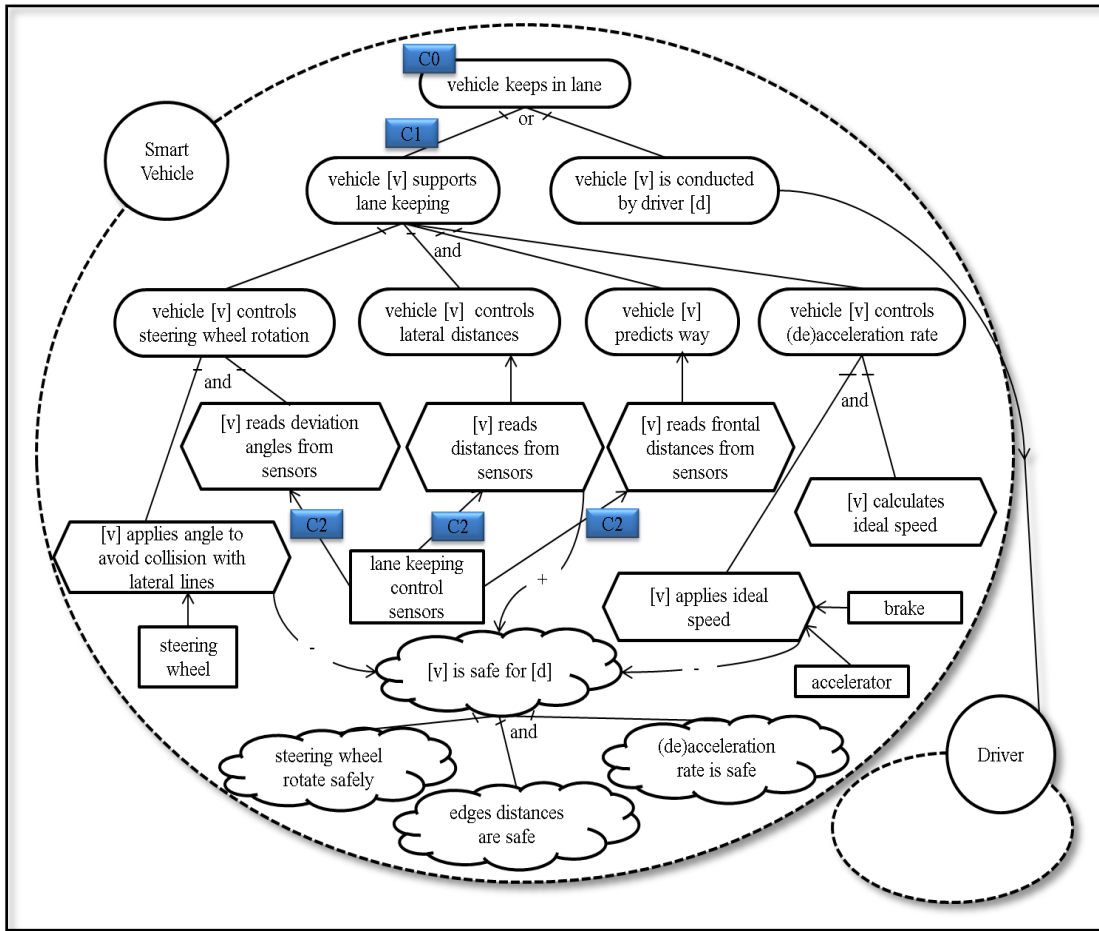 C0
vehicle keeps in lane
or
C1
Smart
Vehicle
vehicle [v] supports
lane keeping
vehicle [v] is conducted
by driver [d]
and
vehicle [v] controls
steering wheel rotation
vehicle [v] controls
lateral distances
vehicle [v]
predicts way
vehicle [v] controls
(de)acceleration rate
and
and
[v] reads deviation
angles from
sensors
[v] reads
distances from
sensors
[v] reads frontal
distances from
sensors
[v] calculates
ideal speed
C2
C2
C2
[v] applies angle to
avoid collision with
lateral lines
lane keeping
control
sensors
+
[v] applies ideal
speed
brake
steering
wheel
-
[v] is safe for [d]
-
accelerator
and
steering wheel
rotate safely
(de)acceleration
rate is safe
edges distances
are safe
Driver